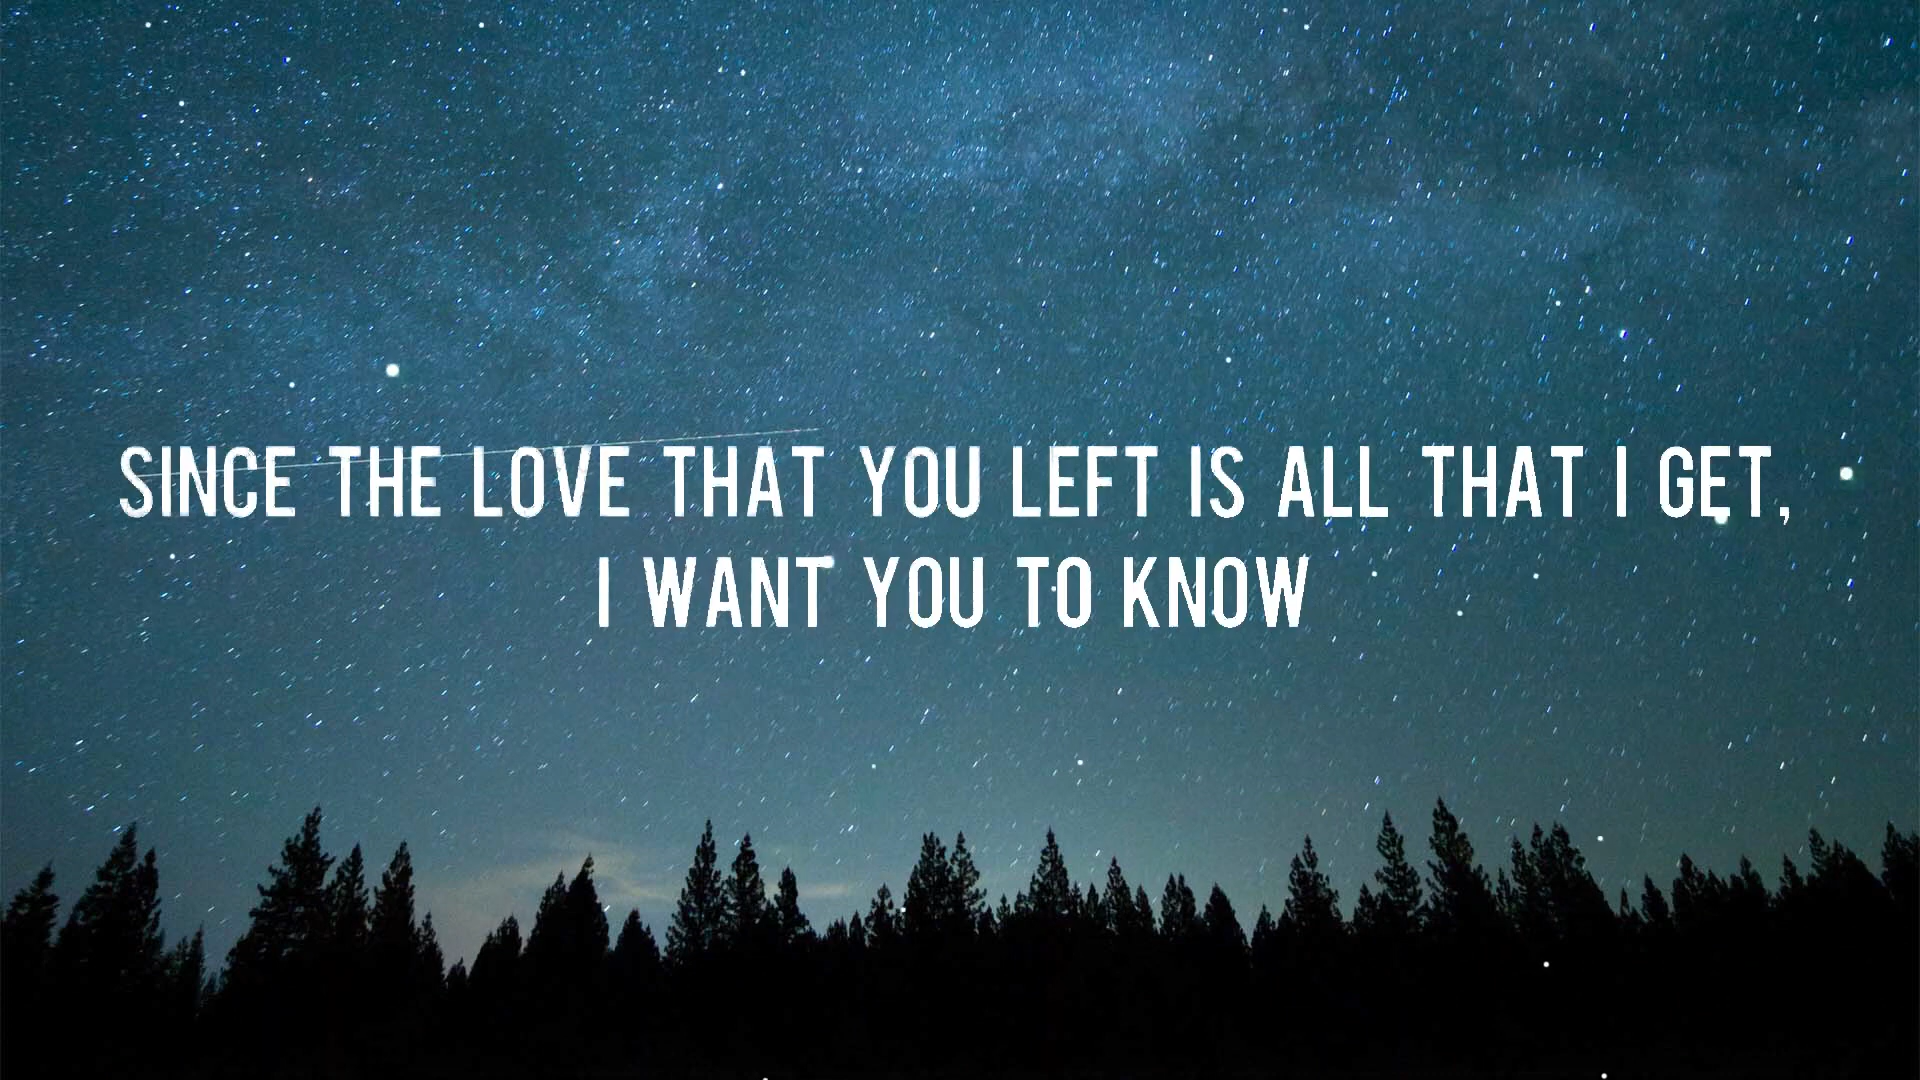 SINCE THE LOVE THAT YOU LEFT IS ALL THAT I GET,
I WANT YOU TO KNOW